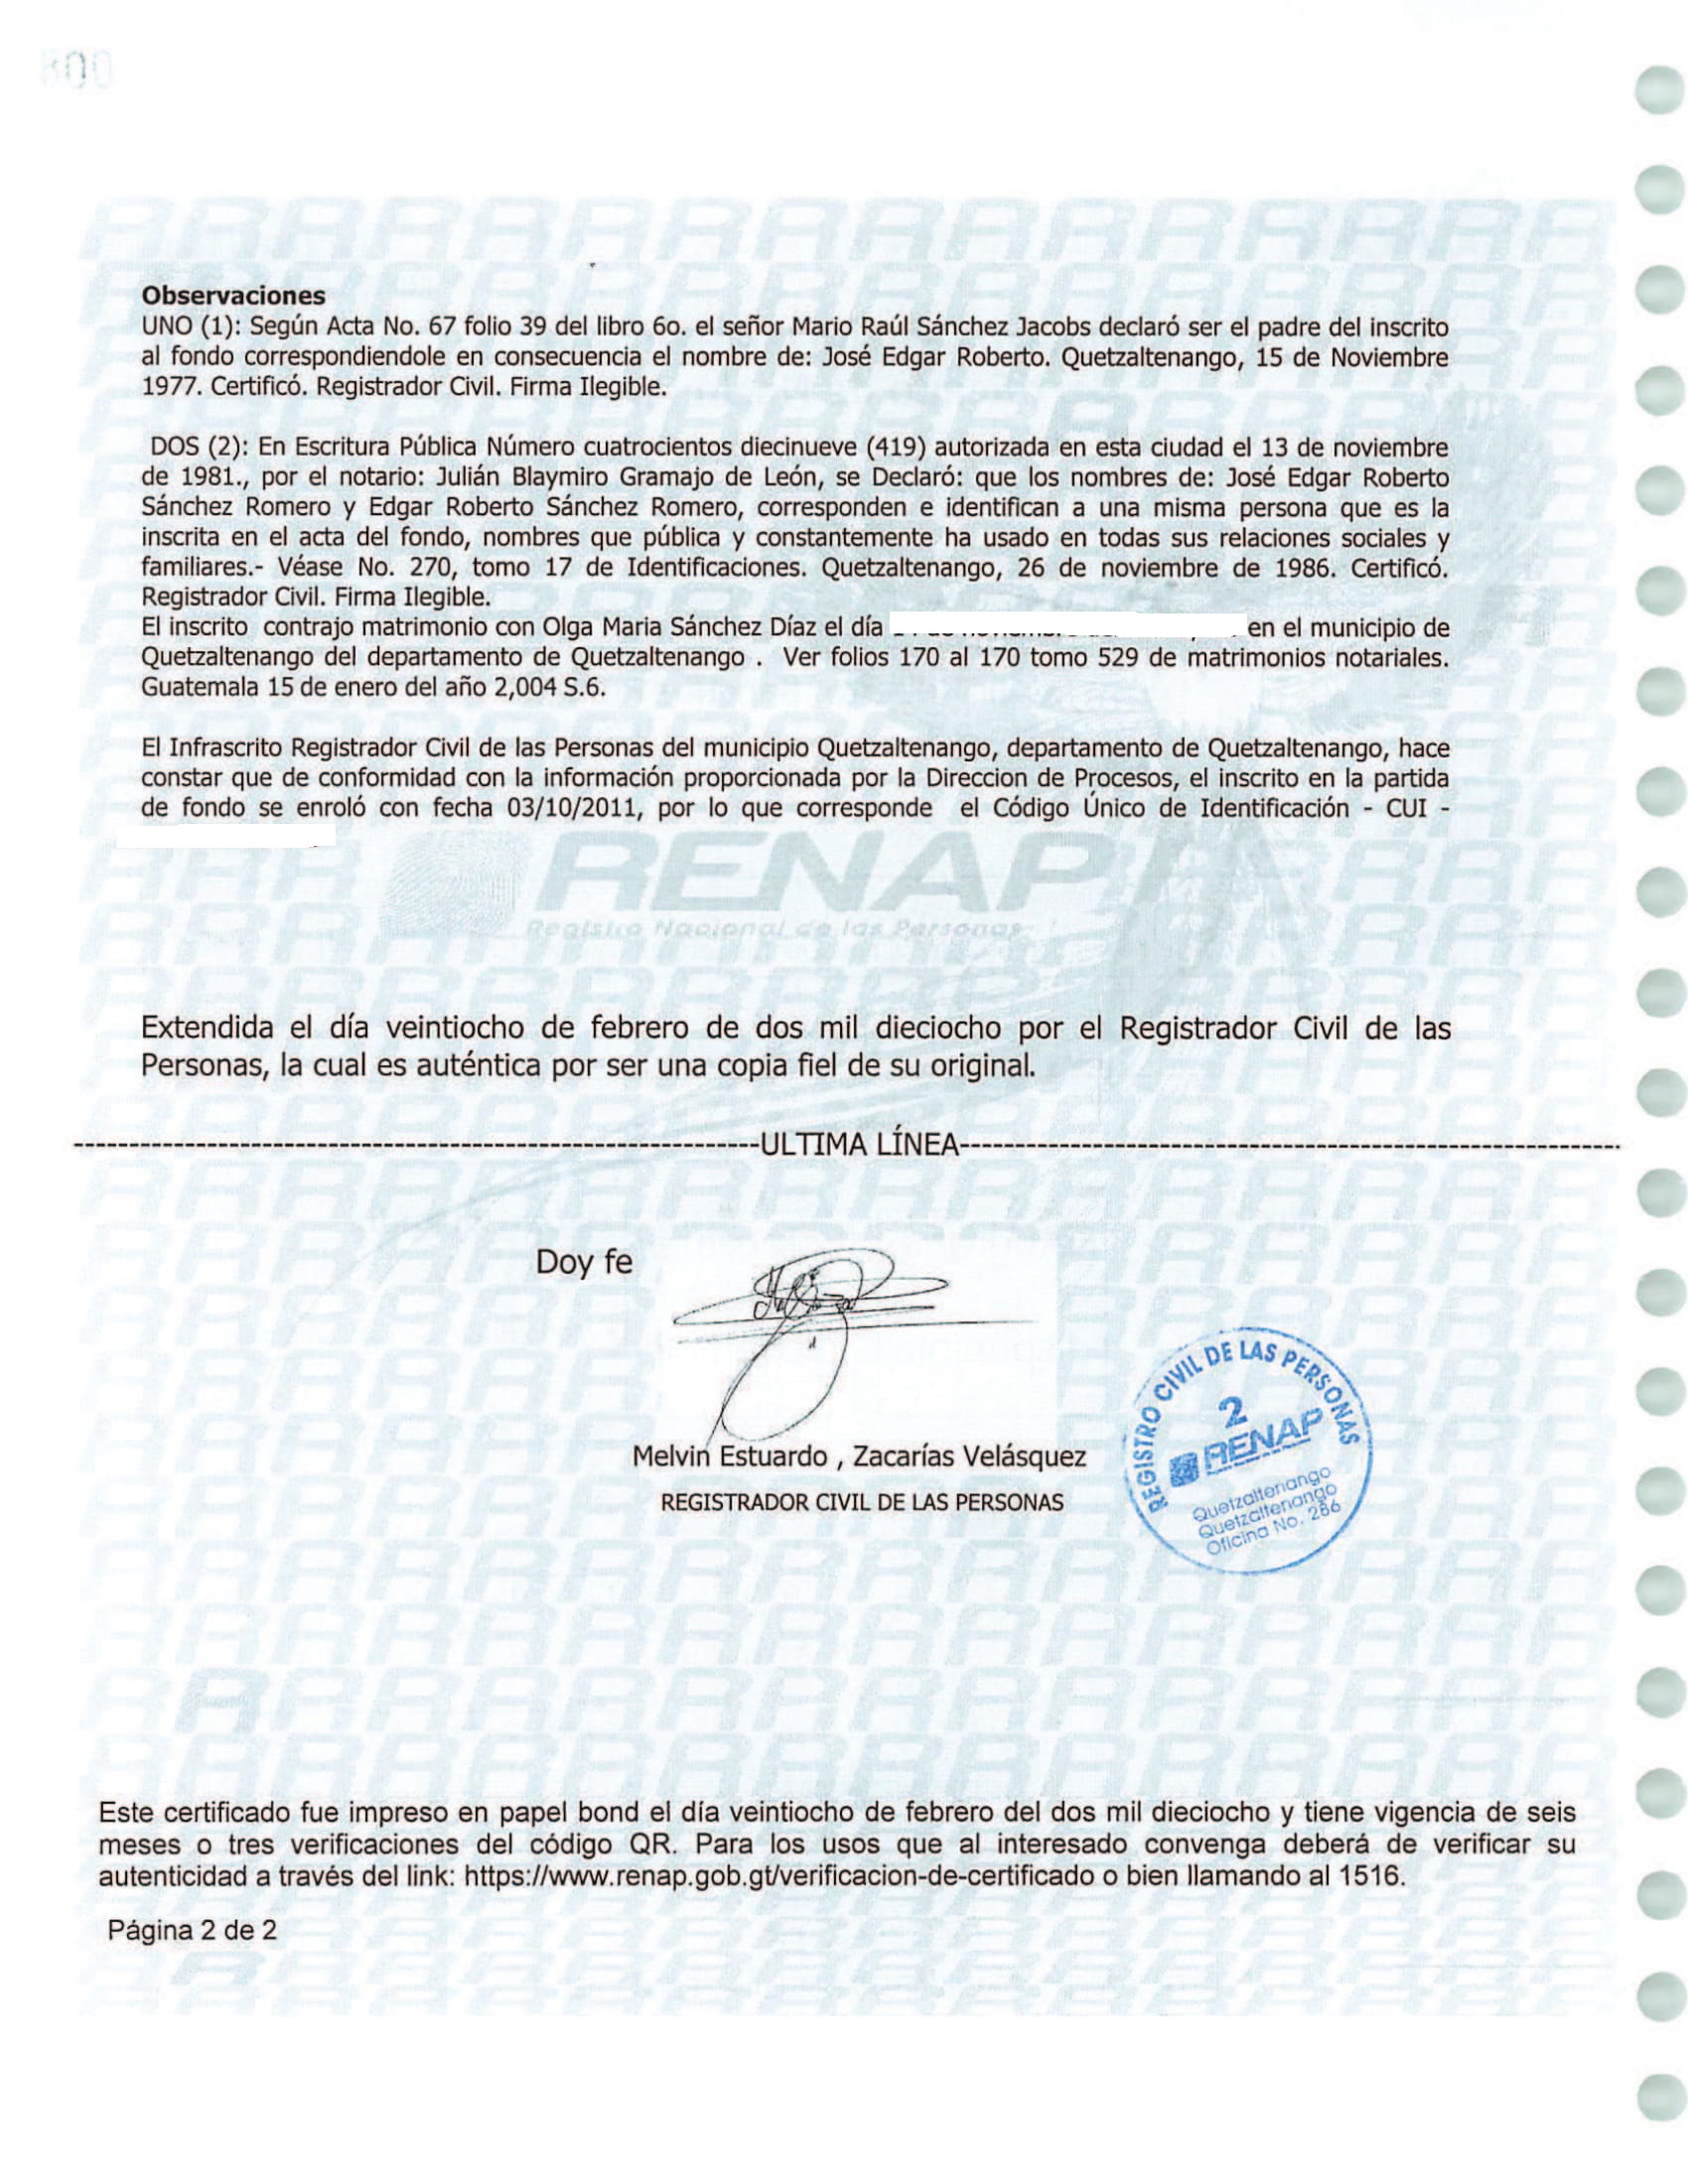 800
Observaciones
UNO (1): Según Acta No. 67 folio 39 del libro 6o. el señor Mario Raúl Sánchez Jacobs declaró ser el padre del inscrito
al fondo correspondiendole en consecuencia el nombre de: José Edgar Roberto. Quetzaltenango, 15 de Noviembre
1977. Certificó. Registrador Civil. Firma Ilegible.
DOS (2): En Escritura Pública Número cuatrocientos diecinueve (419) autorizada en esta ciudad el 13 de noviembre
de 1981., por el notario: Julián Blaymiro Gramajo de León, se Declaró: que los nombres de: José Edgar Roberto
Sánchez Romero y Edgar Roberto Sánchez Romero, corresponden e identifican a una misma persona que es la
inscrita en el acta del fondo, nombres que pública y constantemente ha usado en todas sus relaciones sociales y
familiares.- Véase No. 270, tomo 17 de Identificaciones. Quetzaltenango, 26 de noviembre de 1986. Certificó.
Registrador Civil. Firma Ilegible.
El inscrito contrajo matrimonio con Olga Maria Sánchez Díaz el día en el municipio de
Quetzaltenango del departamento de Quetzaltenango . Ver folios 170 al 170 tomo 529 de matrimonios notariales.
Guatemala 15 de enero del año 2,004 S.6.
El Infrascrito Registrador Civil de las Personas del municipio Quetzaltenango, departamento de Quetzaltenango, hace
constar que de conformidad con la información proporcionada por la Direccion de Procesos, el inscrito en la partida
de fondo se enroló con fecha 03/10/2011, por lo que corresponde el Código Único de Identificación - CUI -
RENAP
Registro Nacional de las Personas
Extendida el día veintiocho de febrero de dos mil dieciocho por el Registrador Civil de las
Personas, la cual es auténtica por ser una copia fiel de su original.
ULTIMA LÍNEA
Doy fe
Melvin Estuardo , Zacarías Velásquez
REGISTRADOR CIVIL DE LAS PERSONAS
REGISTRO CIVIL DE LAS PERSONAS
2
RENAP
Quetzaltenango
Quetzaltenango
Oficina No. 286
Este certificado fue impreso en papel bond el día veintiocho de febrero del dos mil dieciocho y tiene vigencia de seis
meses o tres verificaciones del código QR. Para los usos que al interesado convenga deberá de verificar su
autenticidad a través del link: https://www.renap.gob.gt/verificacion-de-certificado o bien llamando al 1516.
Página 2 de 2